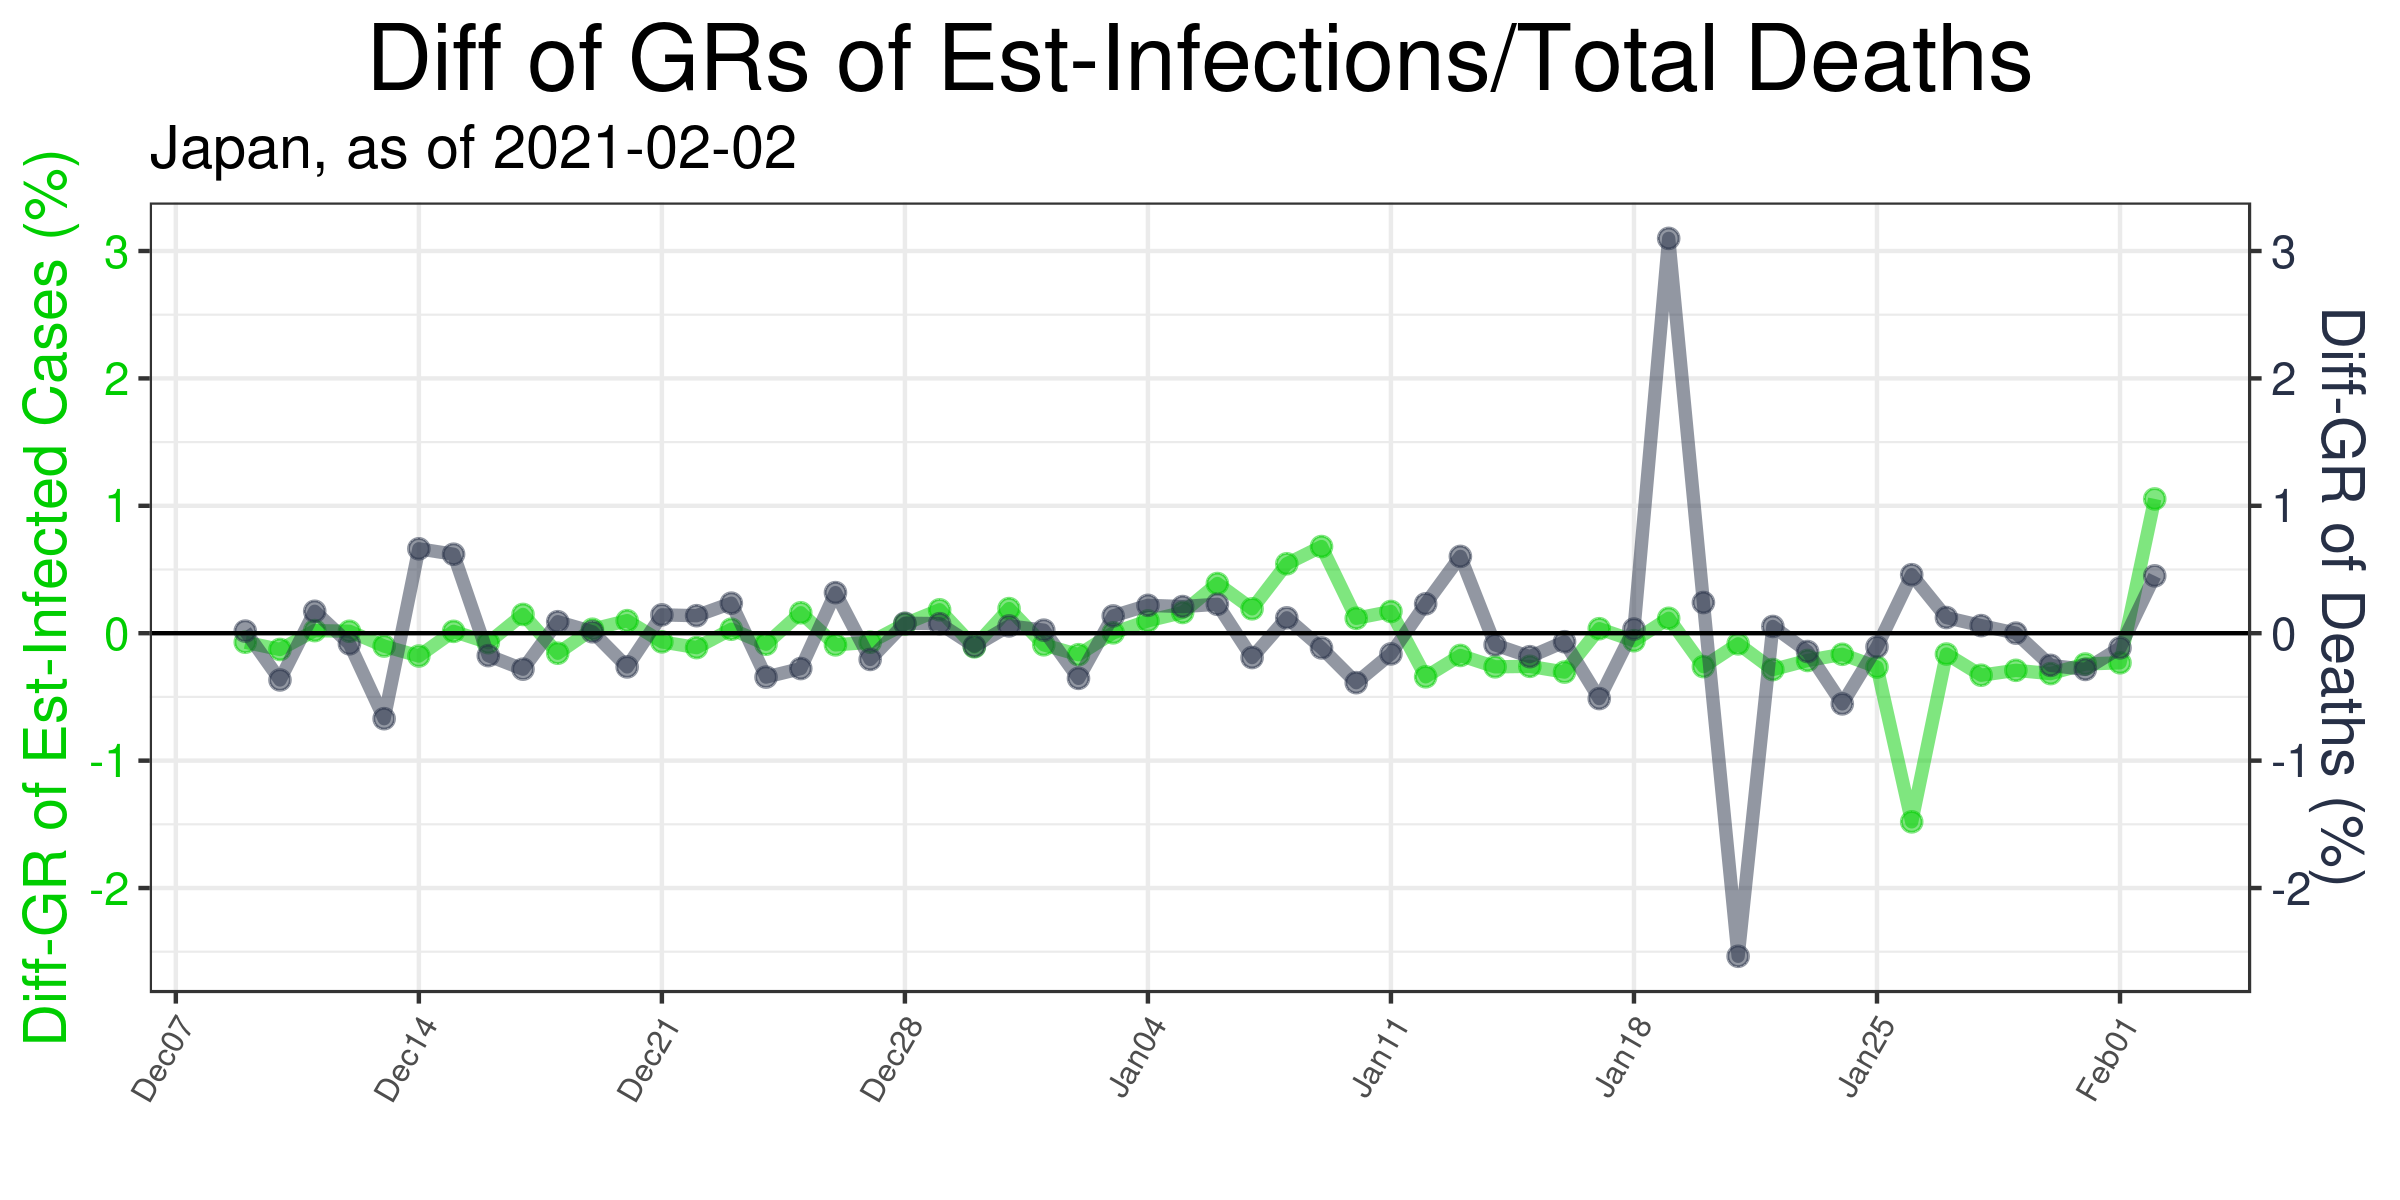 Diff of GRs of Est-Infections/Total Deaths
Japan, as of 2021-02-02
Diff-GR of Est-Infected Cases (%)
3
2
1
0
-1
-2
3
2
1
0
-1
-2
Diff-GR of Deaths (%)
Dec07
Dec14
Dec21
Dec28
Jan04
Jan11
Jan18
Jan25
Feb01